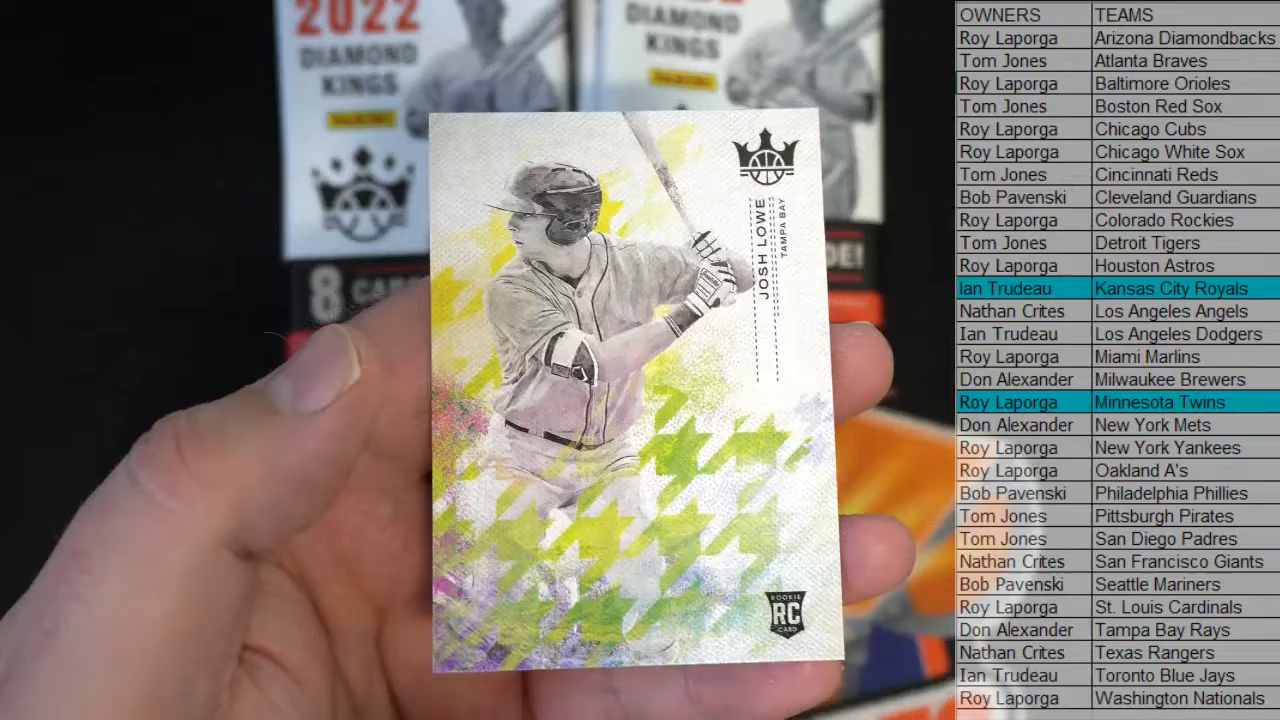 2022
DIAMOND
KINGS
PANINI
DIAMOND
KINGS
8
JOSH LOWE
TAMPA BAY
ROOKIE
RC
CARD
OWNERS TEAMS
Roy Laporga Arizona Diamondbacks
Tom Jones Atlanta Braves
Roy Laporga Baltimore Orioles
Tom Jones Boston Red Sox
Roy Laporga Chicago Cubs
Roy Laporga Chicago White Sox
Tom Jones Cincinnati Reds
Bob Pavenski Cleveland Guardians
Roy Laporga Colorado Rockies
Tom Jones Detroit Tigers
Roy Laporga Houston Astros
Ian Trudeau Kansas City Royals
Nathan Crites Los Angeles Angels
Ian Trudeau Los Angeles Dodgers
Roy Laporga Miami Marlins
Don Alexander Milwaukee Brewers
Roy Laporga Minnesota Twins
Don Alexander New York Mets
Roy Laporga New York Yankees
Roy Laporga Oakland A's
Bob Pavenski Philadelphia Phillies
Tom Jones Pittsburgh Pirates
Tom Jones San Diego Padres
Nathan Crites San Francisco Giants
Bob Pavenski Seattle Mariners
Roy Laporga St. Louis Cardinals
Don Alexander Tampa Bay Rays
Nathan Crites Texas Rangers
Ian Trudeau Toronto Blue Jays
Roy Laporga Washington Nationals